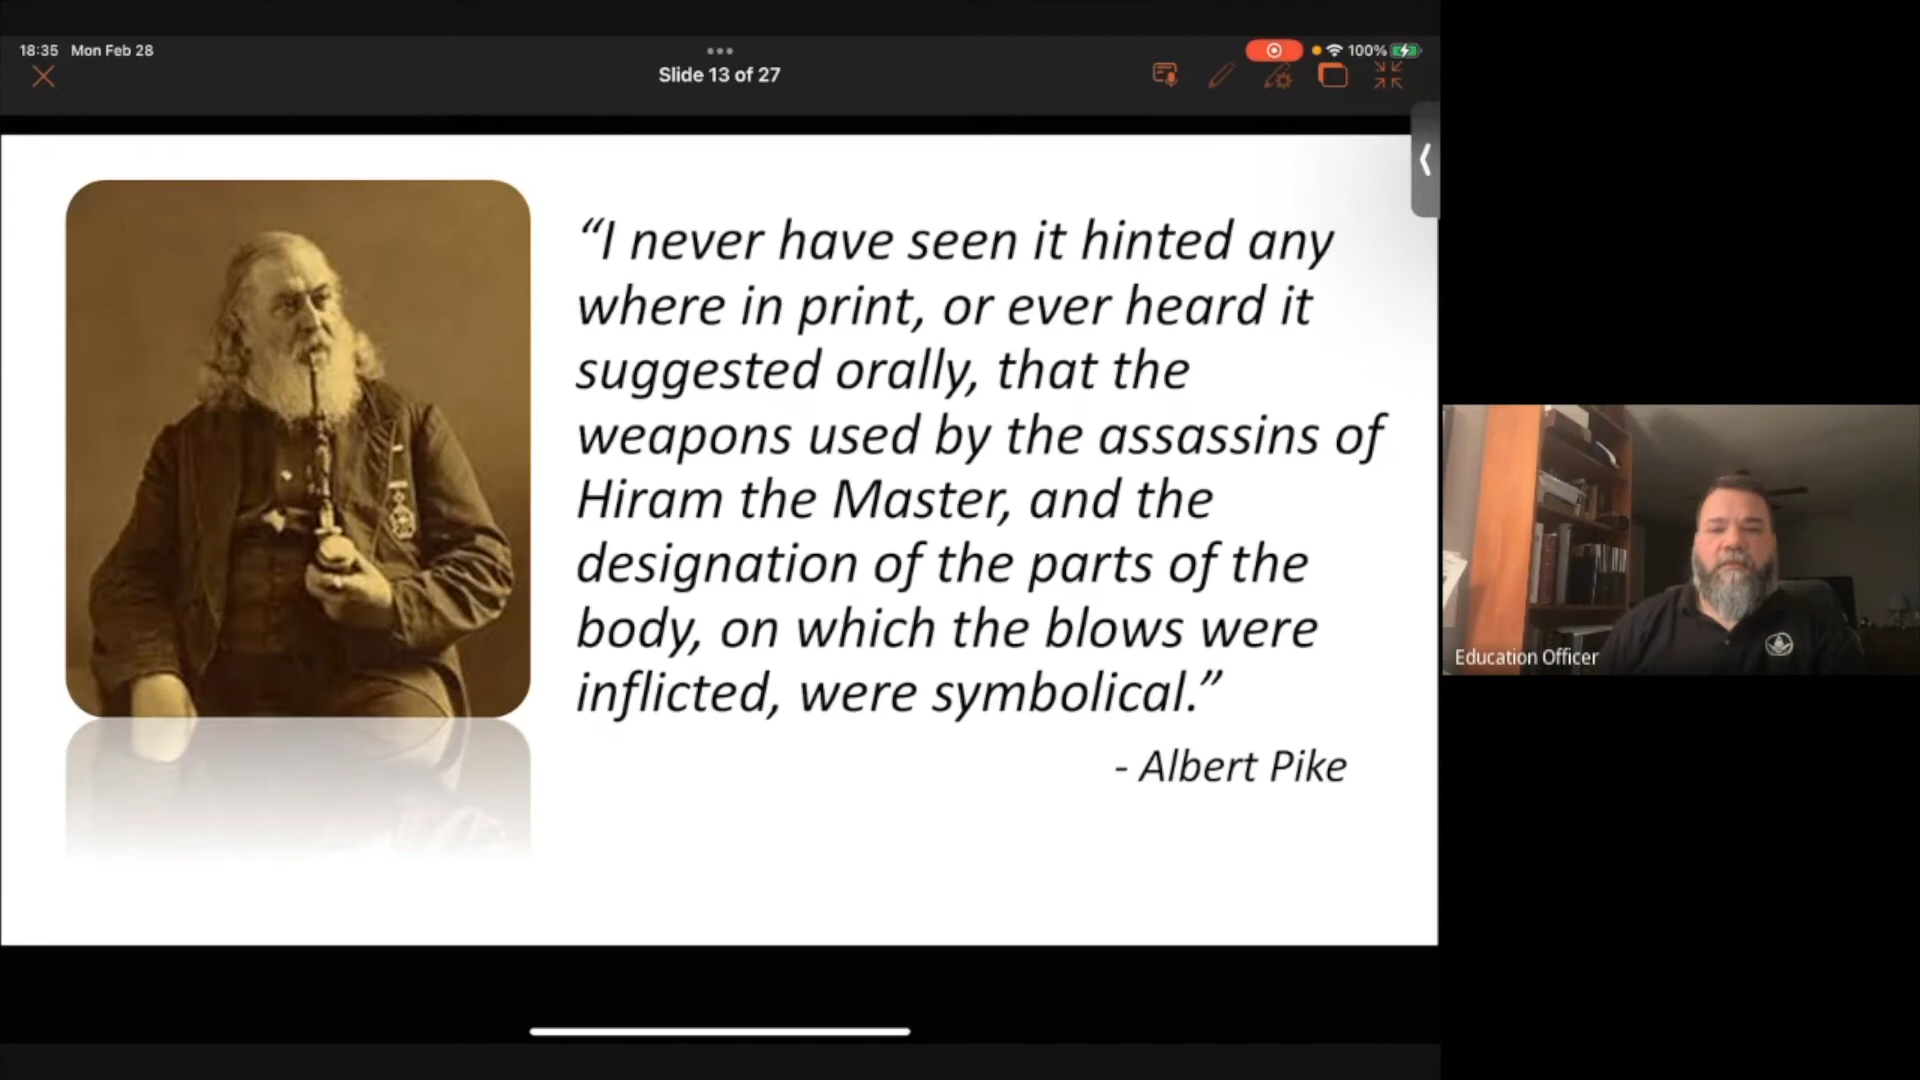 18:35 Mon Feb 28
100%
Slide 13 of 27
“I never have seen it hinted any
where in print, or ever heard it
suggested orally, that the
weapons used by the assassins of
Hiram the Master, and the
designation of the parts of the
body, on which the blows were
inflicted, were symbolical.”
- Albert Pike
Education Officer